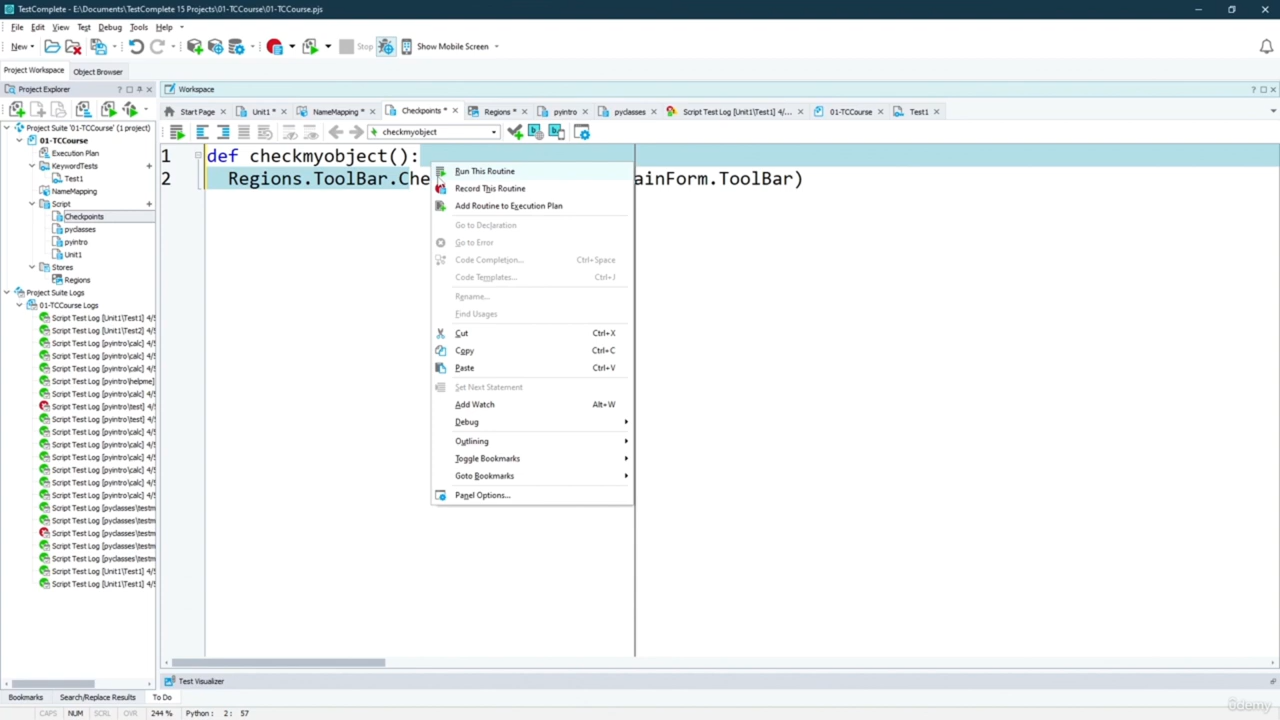 TestComplete - E:\Documents\TestComplete 15 Projects\01-TCCourse\01-TCCourse.pjs
File Edit View Test Debug Tools Help
New Stop Show Mobile Screen
Project Workspace Object Browser
Project Explorer
Workspace
Start Page Unit1 * NameMapping * Checkpoints * Regions * pyintro pyclasses Script Test Log [Unit1\Test1] 4/... 01-TCCourse Test1
checkmyobject
Project Suite '01-TCCourse' (1 project)
01-TCCourse
Execution Plan
KeywordTests
Test1
NameMapping
Script
Checkpoints
pyclasses
pyintro
Unit1
Stores
Regions
Project Suite Logs
01-TCCourse Logs
Script Test Log [Unit1\Test1] 4/5
Script Test Log [Unit1\Test2] 4/5
Script Test Log [pyintro\calc] 4/5
Script Test Log [pyintro\calc] 4/5
Script Test Log [pyintro\calc] 4/5
Script Test Log [pyintro\helpme]
Script Test Log [pyintro\calc] 4/5
Script Test Log [pyintro\test] 4/5
Script Test Log [pyintro\test] 4/5
Script Test Log [pyintro\calc] 4/5
Script Test Log [pyintro\calc] 4/5
Script Test Log [pyintro\calc] 4/5
Script Test Log [pyintro\calc] 4/5
Script Test Log [pyintro\calc] 4/5
Script Test Log [pyintro\calc] 4/5
Script Test Log [pyclasses\testm
Script Test Log [pyclasses\testm
Script Test Log [pyclasses\testm
Script Test Log [pyclasses\testm
Script Test Log [pyclasses\testm
Script Test Log [Unit1\Test1] 4/5
Script Test Log [Unit1\Test1] 4/5
1 def checkmyobject():
2 Regions.ToolBar.Che ainForm.ToolBar)
Run This Routine
Record This Routine
Add Routine to Execution Plan
Go to Declaration
Go to Error
Code Completion... Ctrl+Space
Code Templates... Ctrl+J
Rename...
Find Usages
Cut Ctrl+X
Copy Ctrl+C
Paste Ctrl+V
Set Next Statement
Add Watch Alt+W
Debug
Outlining
Toggle Bookmarks
Goto Bookmarks
Panel Options...
Test Visualizer
Bookmarks Search/Replace Results To Do
CAPS NUM SCRL OVR 244 % Python : 2 : 57
ûdemy